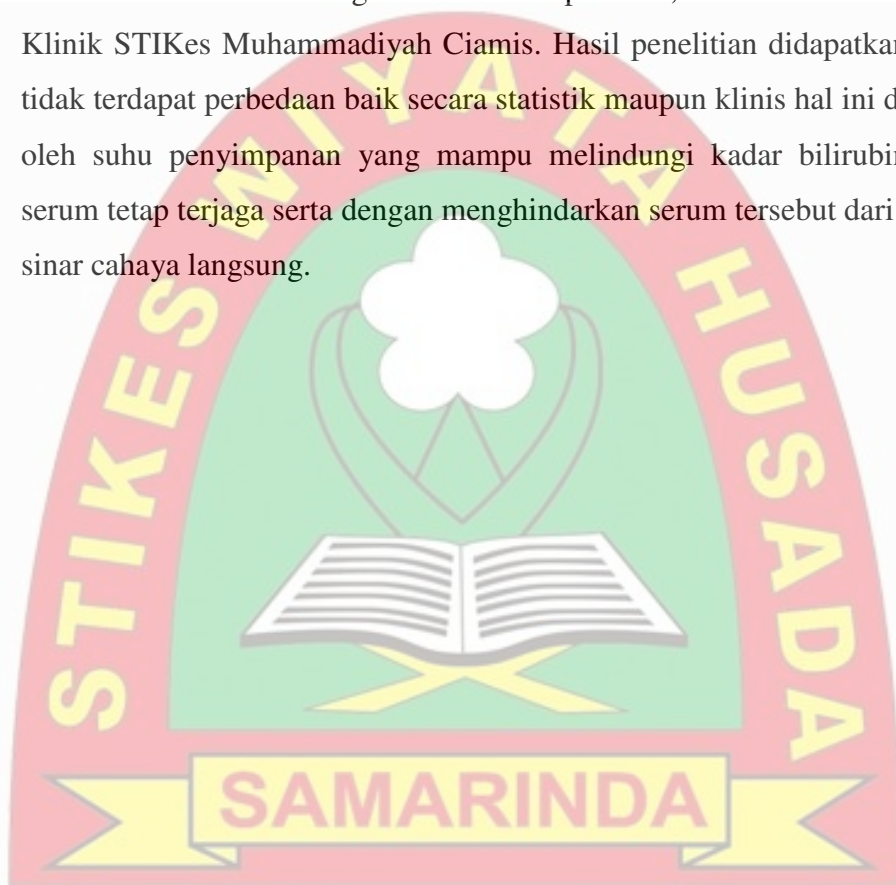 Klinik STIKes Muhammadiyah Ciamis. Hasil penelitian didapatkan
tidak terdapat perbedaan baik secara statistik maupun klinis hal ini d
oleh suhu penyimpanan yang mampu melindungi kadar bilirubin
serum tetap terjaga serta dengan menghindarkan serum tersebut dari
sinar cahaya langsung.
STIKES WIYATA HUSADA
SAMARINDA